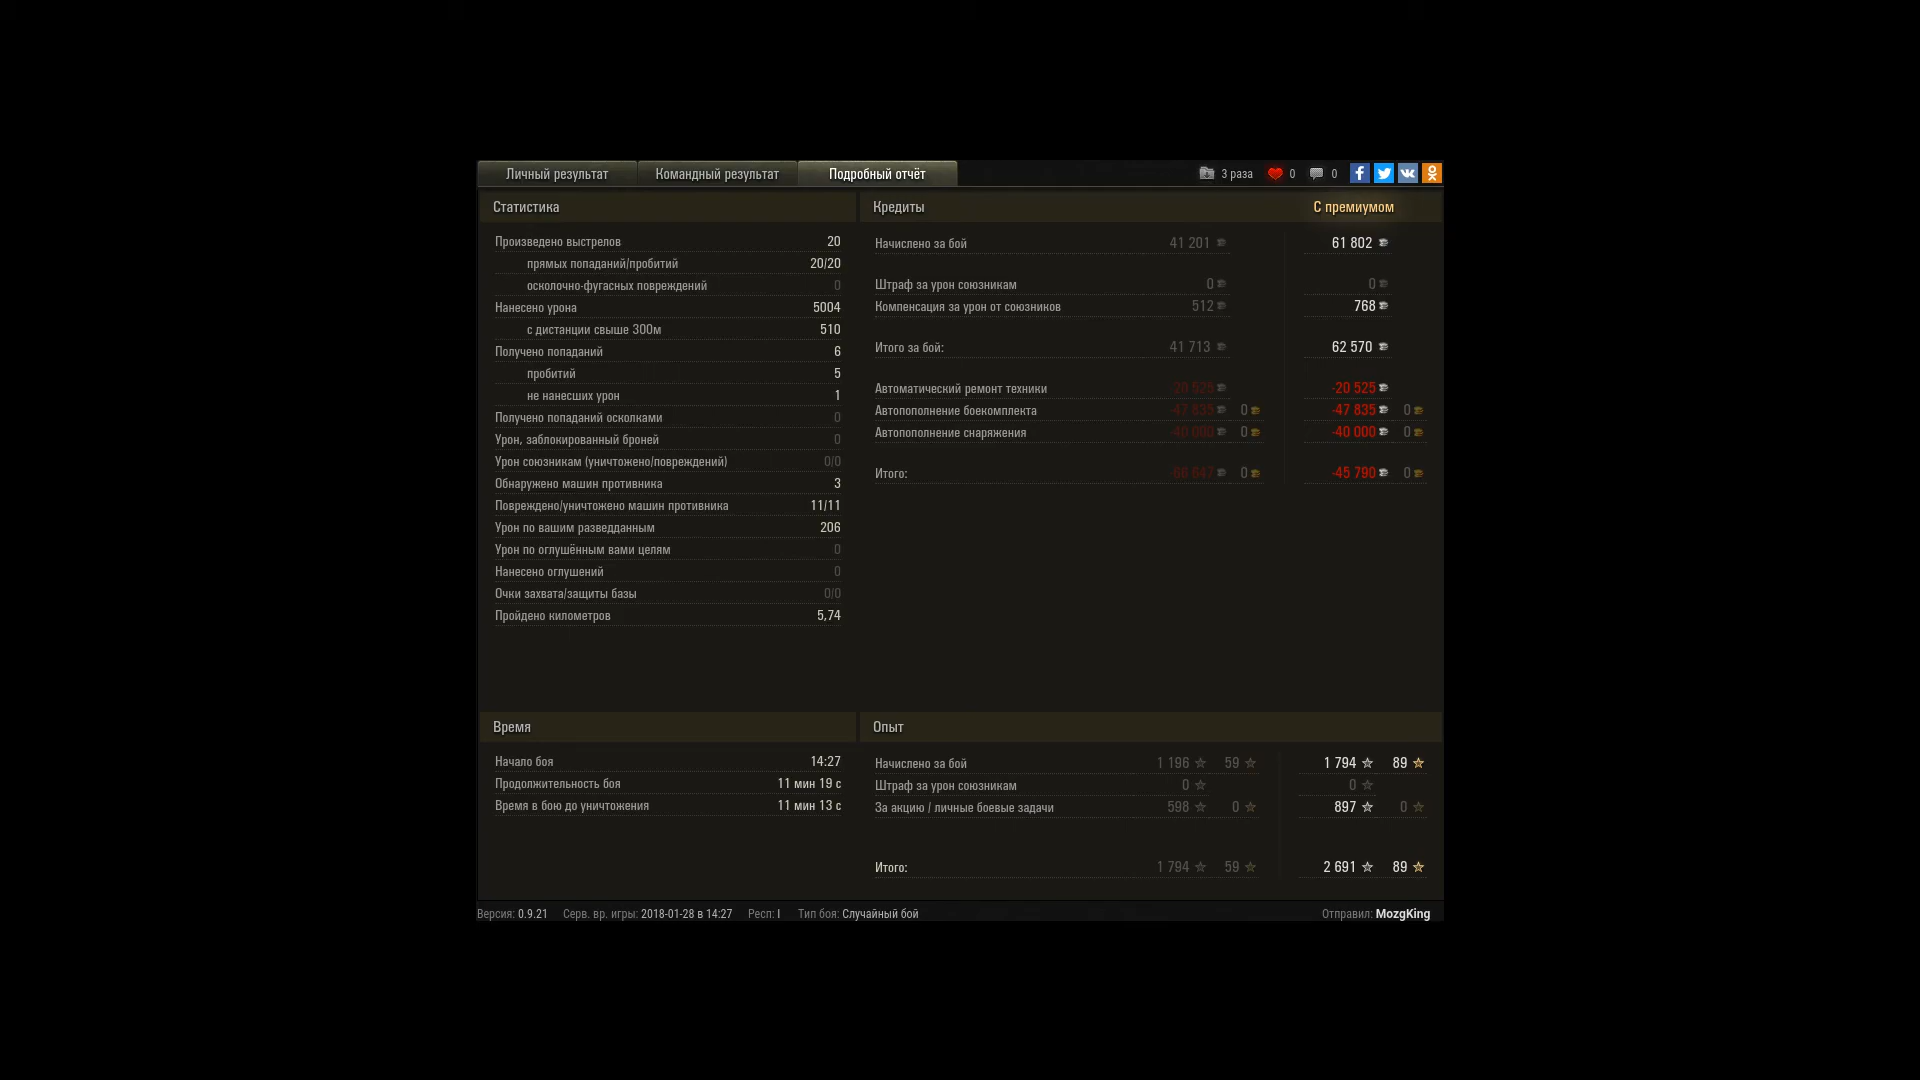 Личный результат Командный результат Подробный отчёт 3 раза 0 0
Статистика
Произведено выстрелов 20
прямых попаданий/пробитий 20/20
осколочно-фугасных повреждений 0
Нанесено урона 5004
с дистанции свыше 300м 510
Получено попаданий 6
пробитий 5
не нанесших урон 1
Получено попаданий осколками 0
Урон, заблокированный броней 0
Урон союзникам (уничтожено/повреждений) 0/0
Обнаружено машин противника 3
Повреждено/уничтожено машин противника 11/11
Урон по вашим разведданным 206
Урон по оглушённым вами целям 0
Нанесено оглушений 0
Очки захвата/защиты базы 0/0
Пройдено километров 5,74
Кредиты С премиумом
Начислено за бой 41 201 61 802
Штраф за урон союзникам 0 0
Компенсация за урон от союзников 512 768
Итого за бой: 41 713 62 570
Автоматический ремонт техники -20 525 -20 525
Автопополнение боекомплекта -47 835 0 -47 835 0
Автопополнение снаряжения -40 000 0 -40 000 0
Итого: -66 647 0 -45 790 0
Время
Начало боя 14:27
Продолжительность боя 11 мин 19 с
Время в бою до уничтожения 11 мин 13 с
Опыт
Начислено за бой 1 196 59 1 794 89
Штраф за урон союзникам 0 0
За акцию / личные боевые задачи 598 0 897 0
Итого: 1 794 59 2 691 89
Версия: 0.9.21 Серв. вр. игры: 2018-01-28 в 14:27 Респ: I Тип боя: Случайный бой Отправил: MozgKing